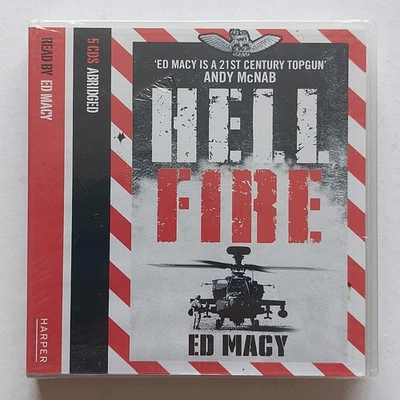 READ BY ED MACY
5 CDS ABRIDGED
HARPER
'ED MACY IS A 21ST CENTURY TOPGUN'
ANDY McNAB
HELL
FIRE
ED MACY